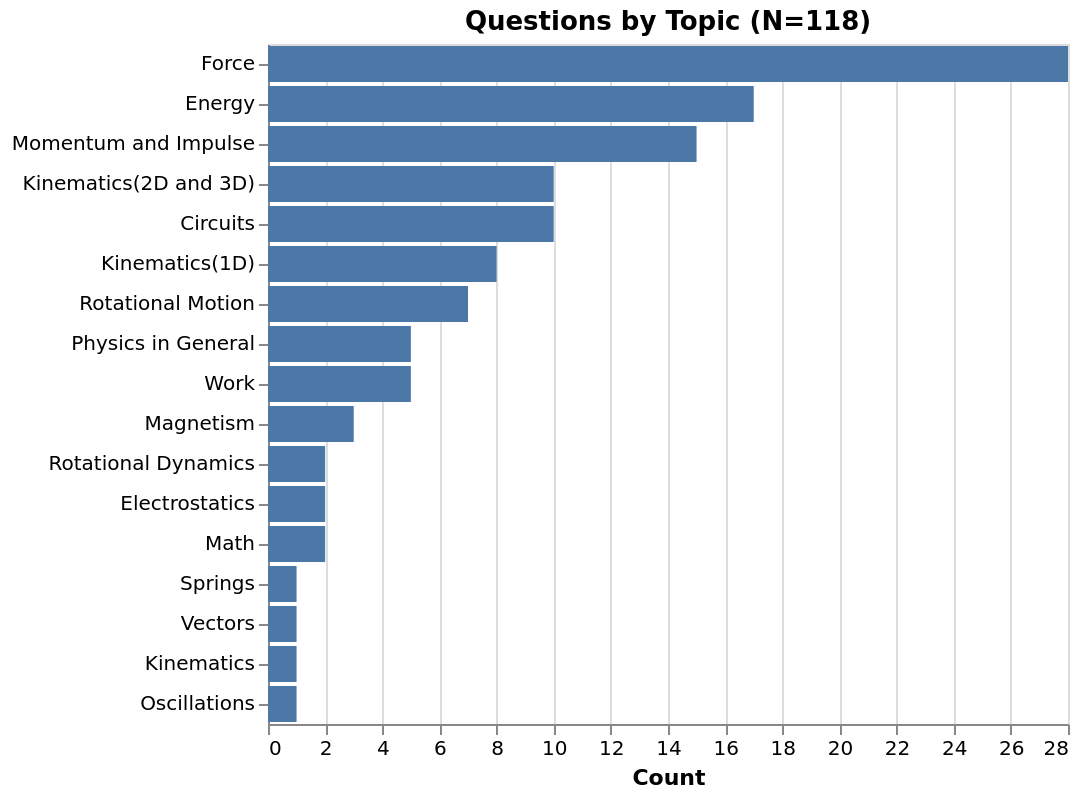 Questions by Topic (N=118)
Force
Energy
Momentum and Impulse
Kinematics(2D and 3D)
Circuits
Kinematics(1D)
Rotational Motion
Physics in General
Work
Magnetism
Rotational Dynamics
Electrostatics
Math
Springs
Vectors
Kinematics
Oscillations
0 2 4 6 8 10 12 14 16 18 20 22 24 26 28
Count